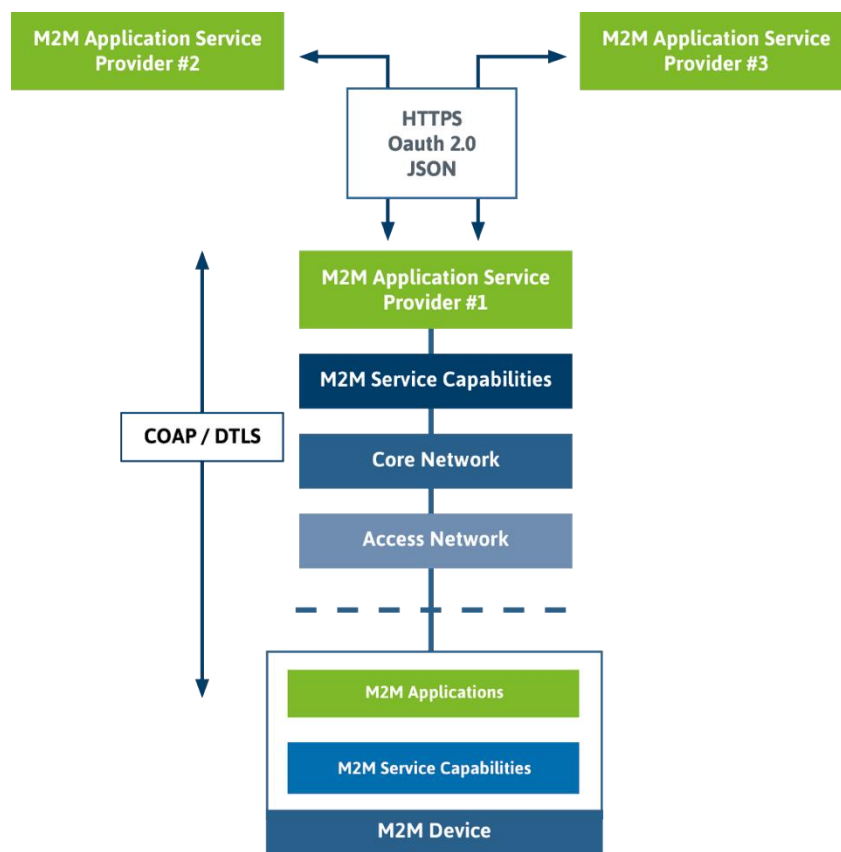 M2M Application Service
Provider #2
M2M Application Service
Provider #3
HTTPS
Oauth 2.0
JSON
M2M Application Service
Provider #1
M2M Service Capabilities
COAP / DTLS
Core Network
Access Network
M2M Applications
M2M Service Capabilities
M2M Device